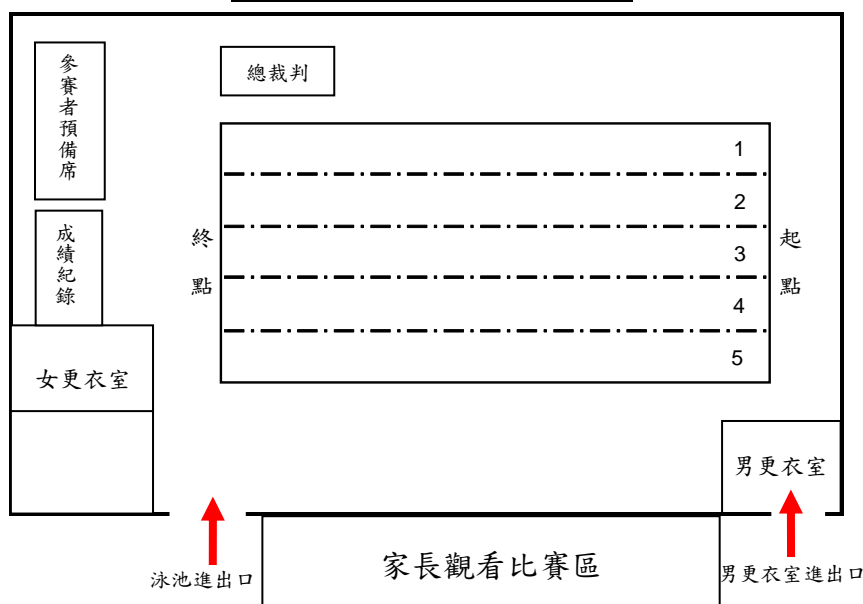 參賽者預備席
總裁判
1
2
3
4
5
終點
起點
成績紀錄
女更衣室
男更衣室
泳池進出口
家長觀看比賽區
男更衣室進出口